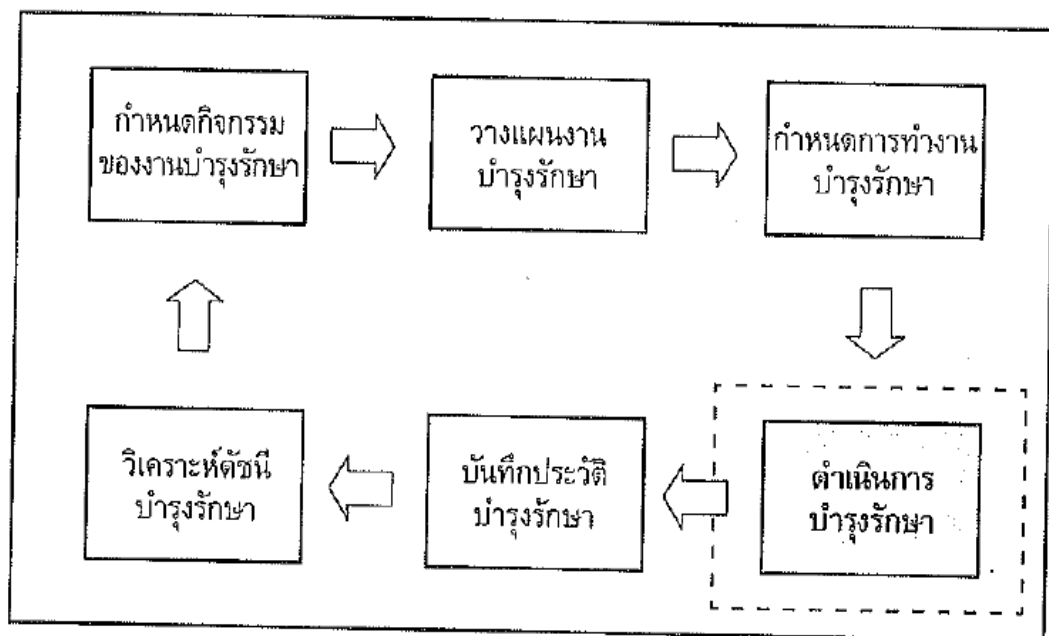 กำหนดกิจกรรม
ของงานบำรุงรักษา
วางแผนงาน
บำรุงรักษา
กำหนดการทำงาน
บำรุงรักษา
ดำเนินการ
บำรุงรักษา
บันทึกประวัติ
บำรุงรักษา
วิเคราะห์ดัชนี
บำรุงรักษา